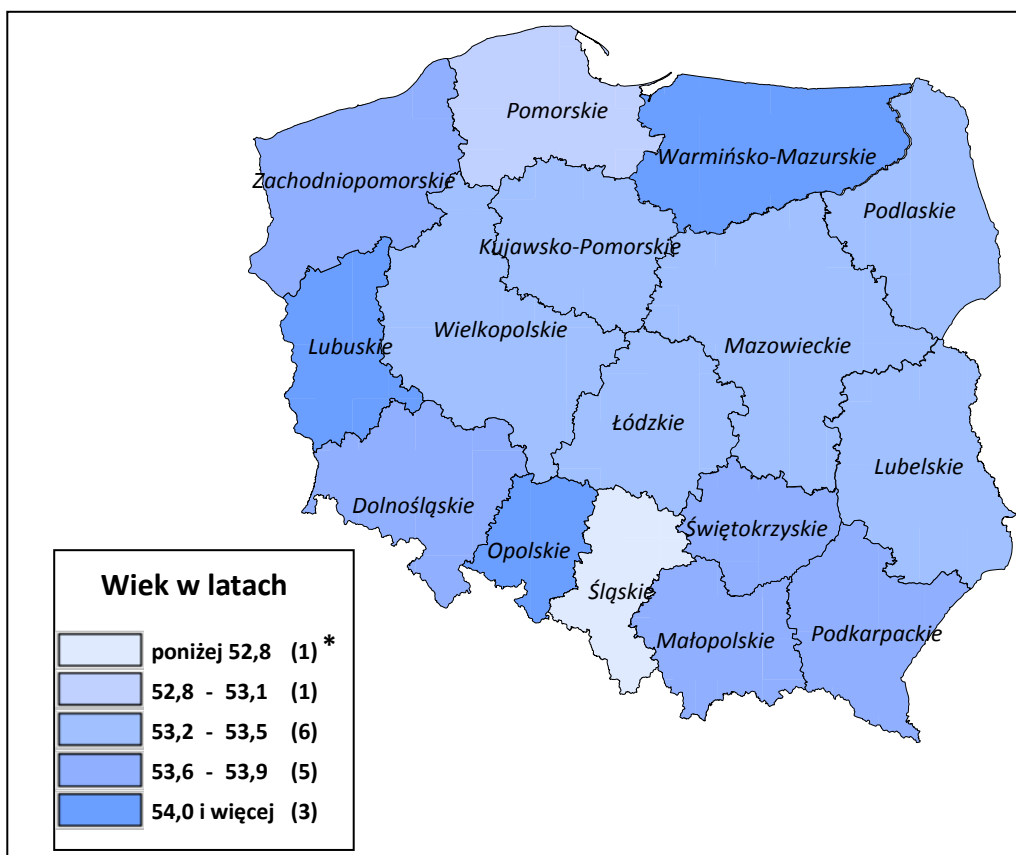 Pomorskie
Warmińsko-Mazurskie
Zachodniopomorskie
Podlaskie
Kujawsko-Pomorskie
Wielkopolskie
Mazowieckie
Lubuskie
Łódzkie
Lubelskie
Dolnośląskie
Świętokrzyskie
Opolskie
Śląskie
Małopolskie
Podkarpackie
Wiek w latach
poniżej 52,8 (1) *
52,8 - 53,1 (1)
53,2 - 53,5 (6)
53,6 - 53,9 (5)
54,0 i więcej (3)